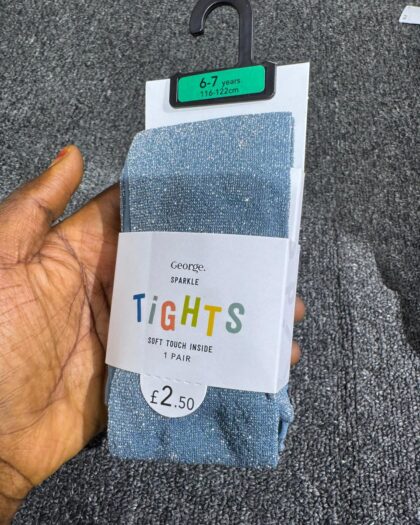 6-7 years
116-122cm
George.
SPARKLE
TiGHTS
SOFT TOUCH INSIDE
1 PAIR
£2.50